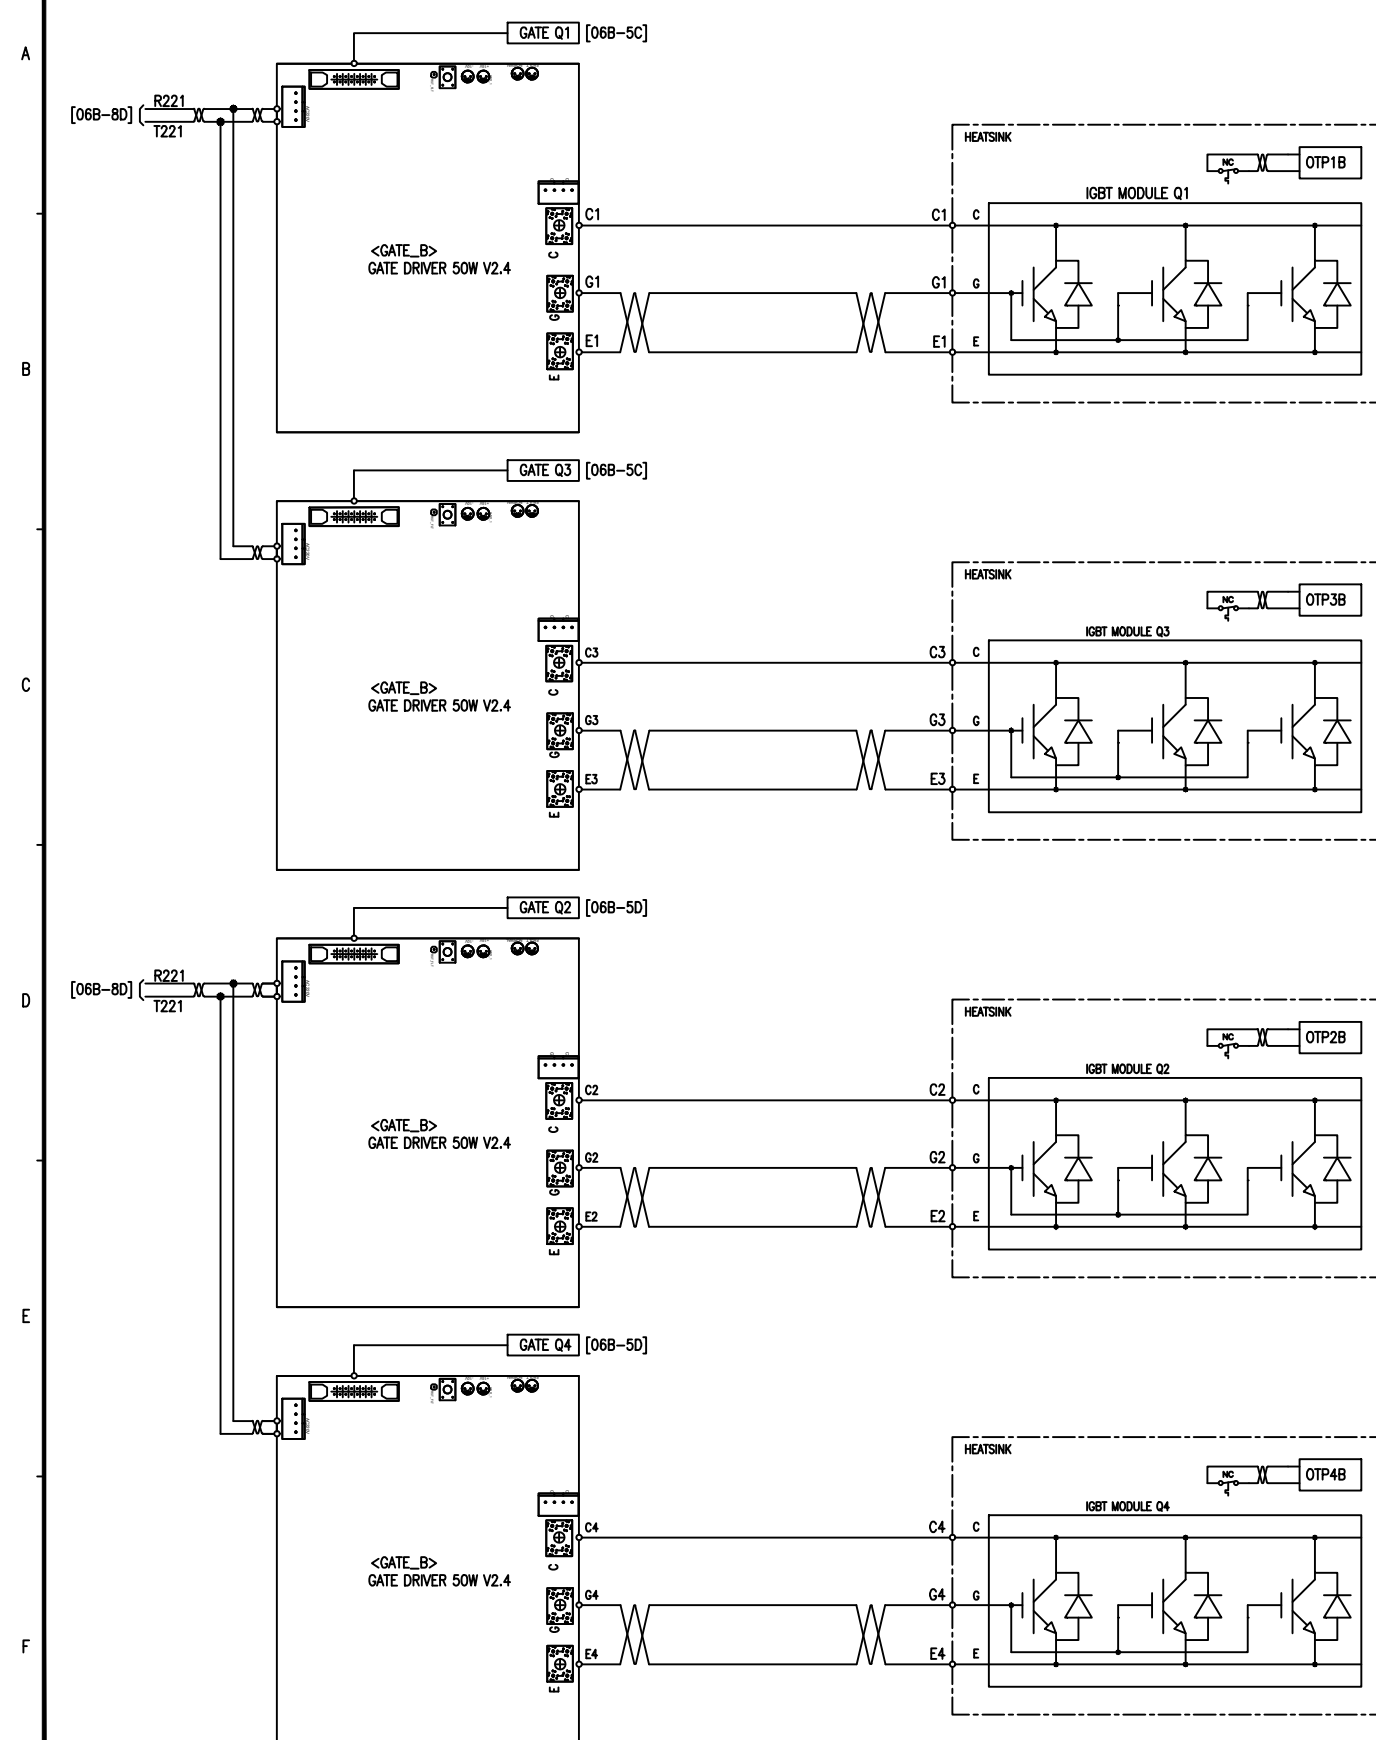 A
GATE Q1 [06B-5C]
[06B-8D] R221
T221
HEATSINK
NC
OTP1B
IGBT MODULE Q1
C1
C1 C
<GATE_B>
GATE DRIVER 50W V2.4
C
G1
G1 G
G
E1
E1 E
E
B
GATE Q3 [06B-5C]
HEATSINK
NC
OTP3B
IGBT MODULE Q3
C3
C3 C
C
<GATE_B>
GATE DRIVER 50W V2.4
C
G3
G3 G
G
E3
E3 E
E
GATE Q2 [06B-5D]
[06B-8D] R221
T221
D
HEATSINK
NC
OTP2B
IGBT MODULE Q2
C2
C2 C
<GATE_B>
GATE DRIVER 50W V2.4
C
G2
G2 G
G
E2
E2 E
E
E
GATE Q4 [06B-5D]
HEATSINK
NC
OTP4B
IGBT MODULE Q4
C4
C4 C
<GATE_B>
GATE DRIVER 50W V2.4
C
G4
G4 G
G
F
E4
E4 E
E